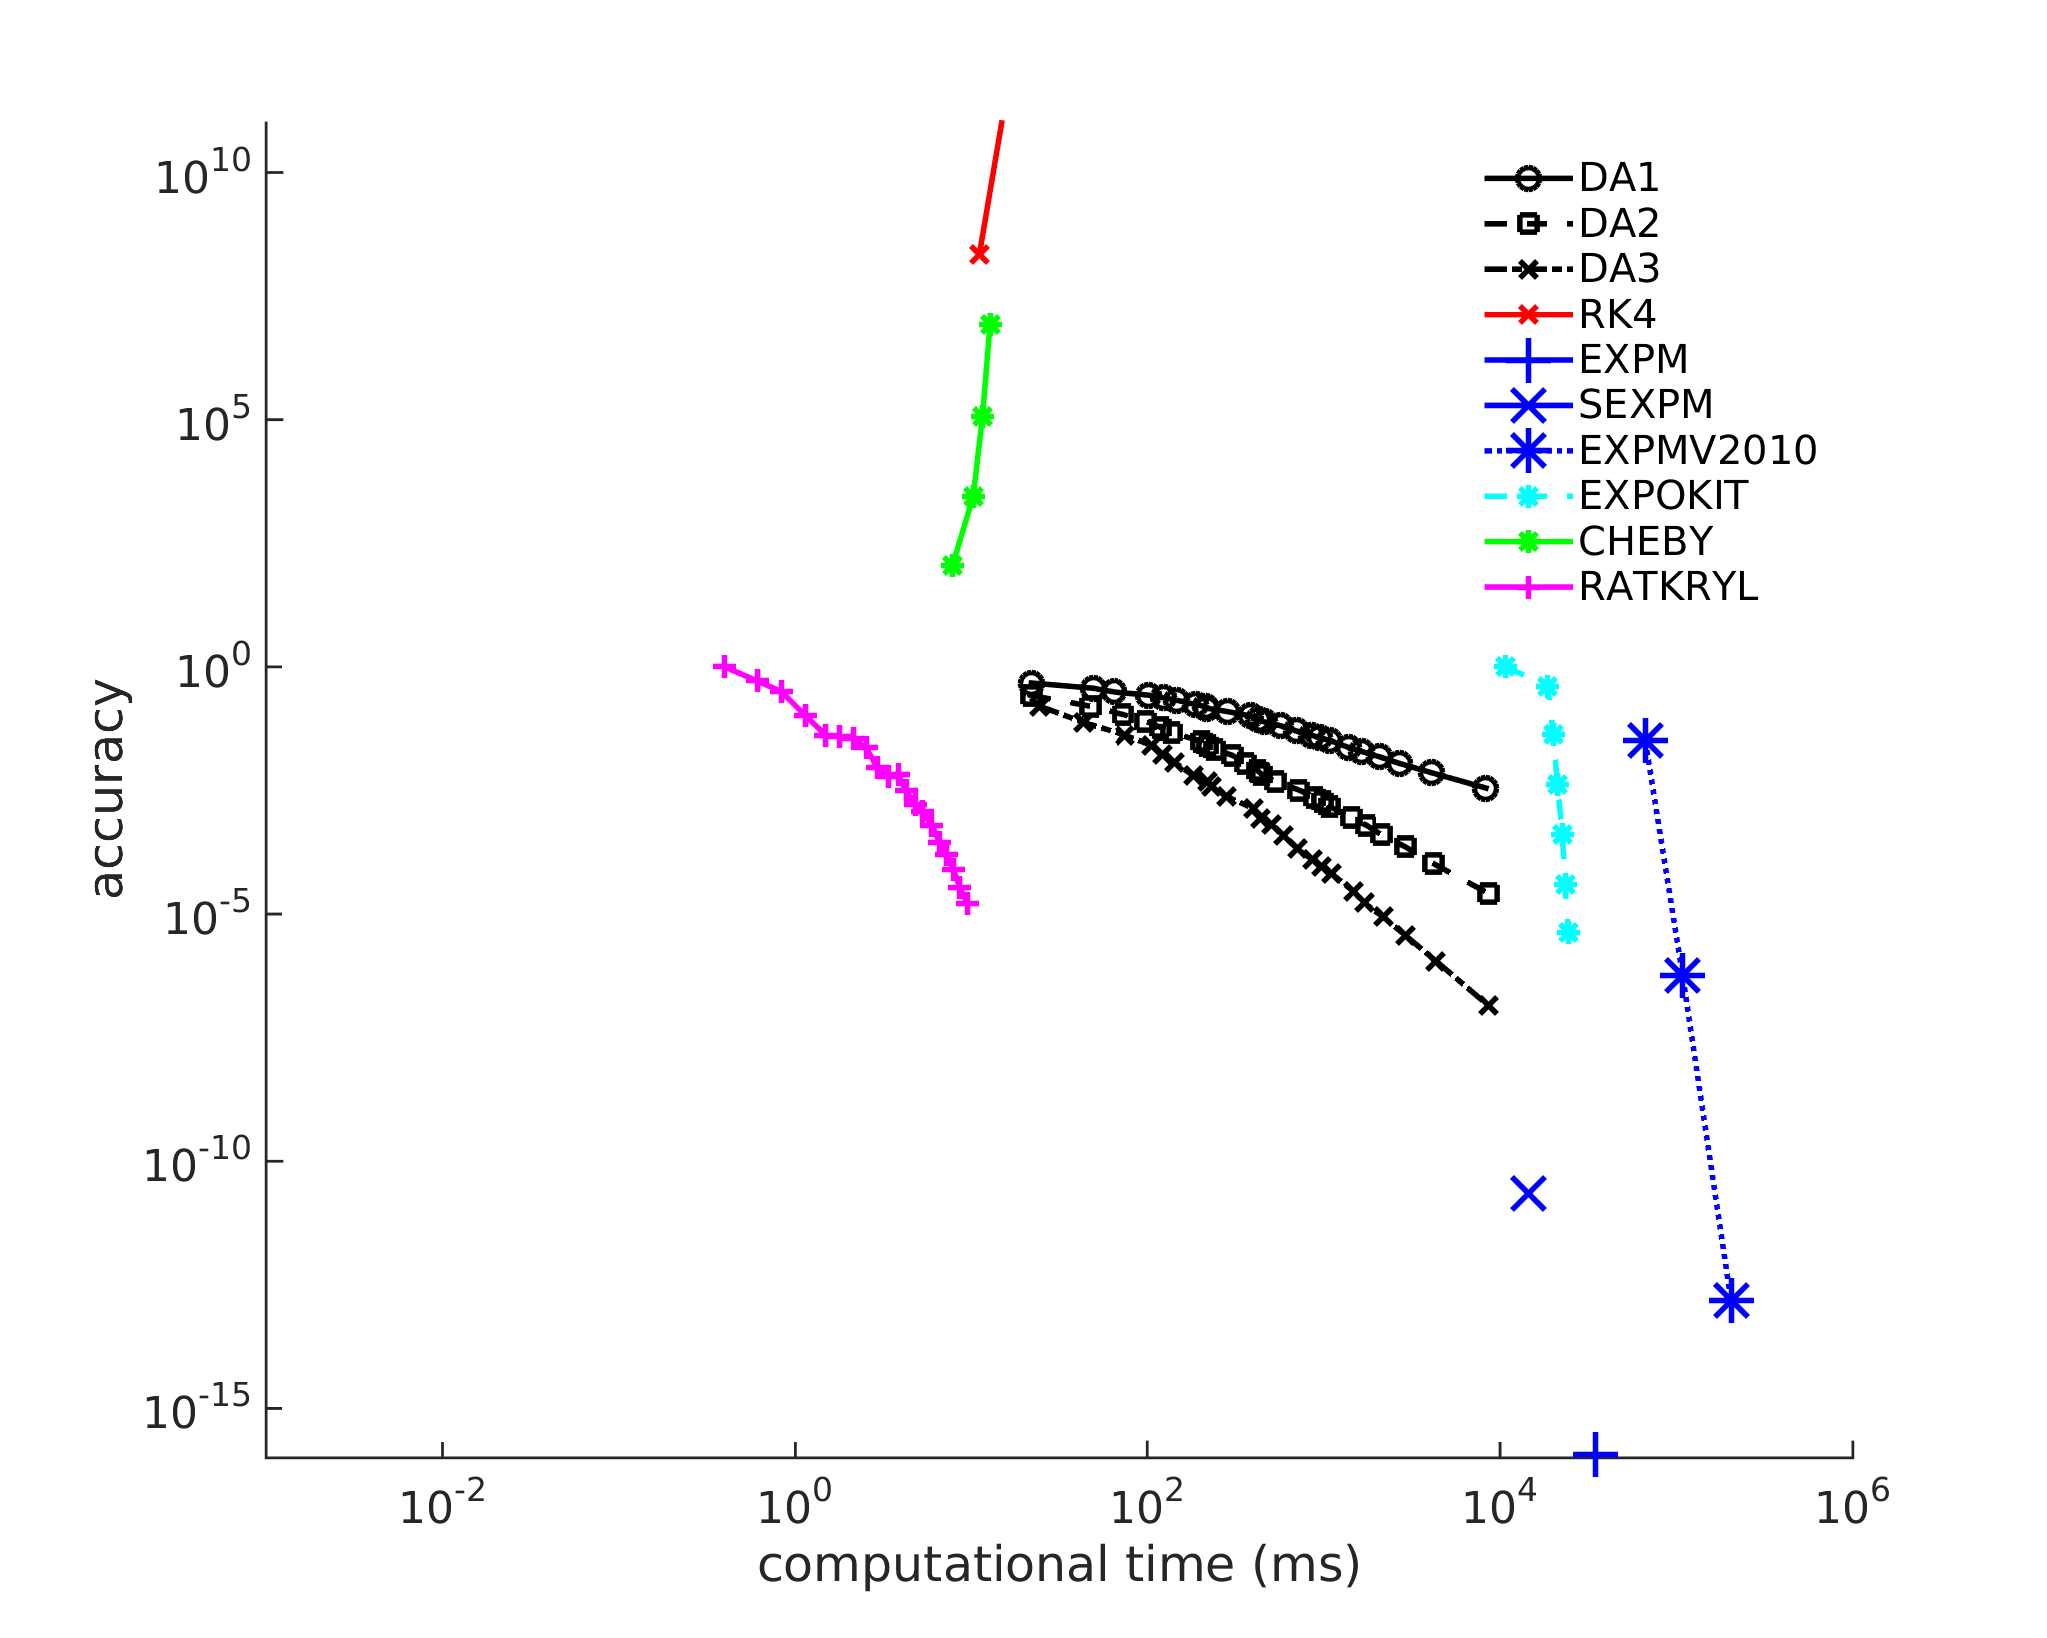 10^10
10^5
10^0
10^-5
10^-10
10^-15
accuracy
DA1
DA2
DA3
RK4
EXPM
SEXPM
EXPMV2010
EXPOKIT
CHEBY
RATKRYL
10^-2 10^0 10^2 10^4 10^6
computational time (ms)